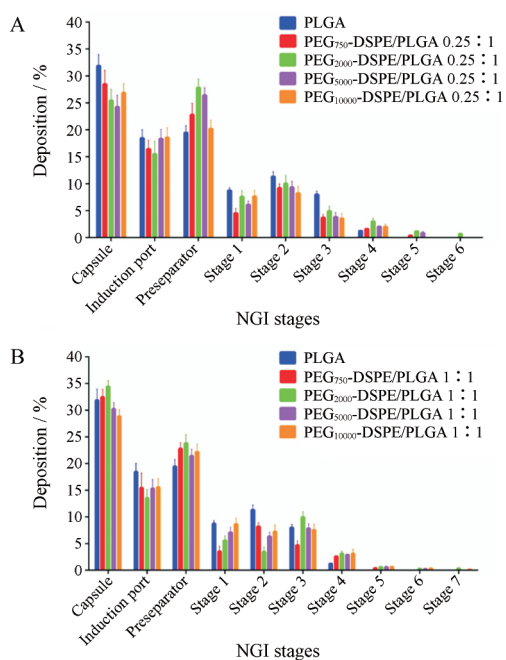 A
40
35
30
25
20
15
10
5
0
Deposition / %
PLGA
PEG750-DSPE/PLGA 0.25：1
PEG2000-DSPE/PLGA 0.25：1
PEG5000-DSPE/PLGA 0.25：1
PEG10000-DSPE/PLGA 0.25：1
Capsule
Induction port
Preseparator
Stage 1
Stage 2
Stage 3
Stage 4
Stage 5
Stage 6
NGI stages
B
40
35
30
25
20
15
10
5
0
Deposition / %
PLGA
PEG750-DSPE/PLGA 1：1
PEG2000-DSPE/PLGA 1：1
PEG5000-DSPE/PLGA 1：1
PEG10000-DSPE/PLGA 1：1
Capsule
Induction port
Preseparator
Stage 1
Stage 2
Stage 3
Stage 4
Stage 5
Stage 6
Stage 7
NGI stages